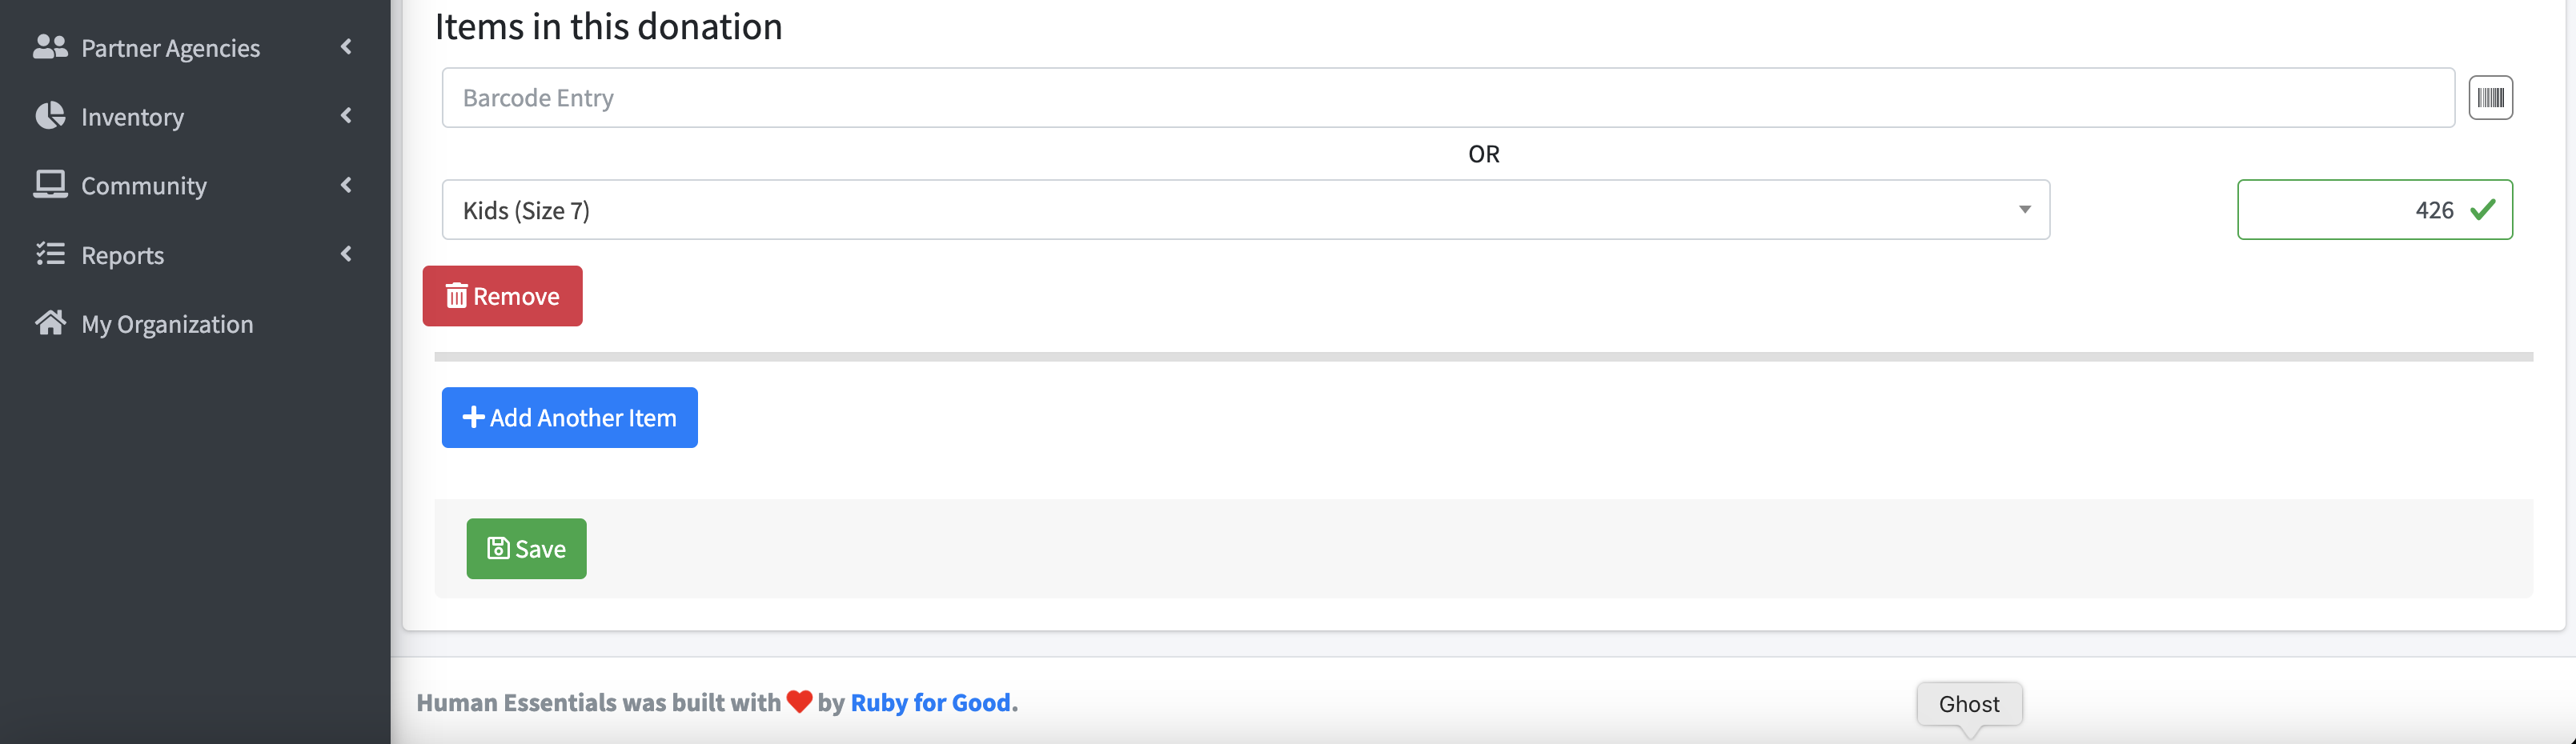 Partner Agencies
Inventory
Community
Reports
My Organization
Items in this donation
Barcode Entry
OR
Kids (Size 7)
426
Remove
Add Another Item
Save
Human Essentials was built with ❤ by Ruby for Good.
Ghost